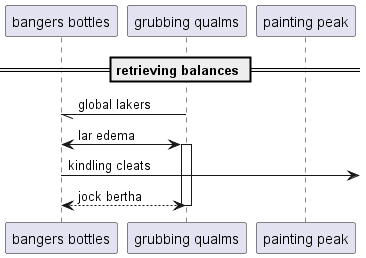 bangers bottles
grubbing qualms
painting peak
retrieving balances
global lakers
lar edema
kindling cleats
jock bertha
bangers bottles
grubbing qualms
painting peak